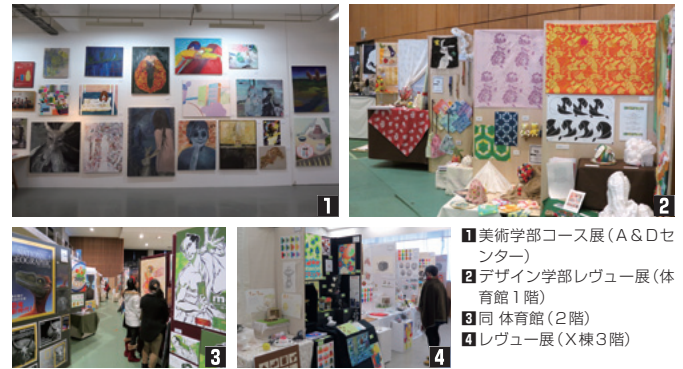 1
2
3
4
1 美術学部コース展（A＆Dセ
ンター）
2 デザイン学部レヴュー展（体
育館1階）
3 同 体育館（2階）
4 レヴュー展（X棟3階）